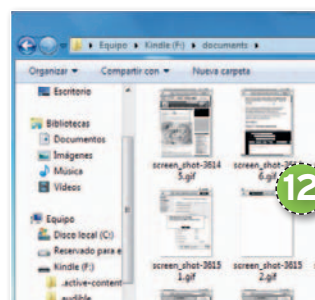 Equipo Kindle (F:) documents
Organizar Compartir con Nueva carpeta
Escritorio
Bibliotecas
Documentos
Imágenes
Música
Vídeos
Equipo
Disco local (C:)
Reservado para e
Kindle (F:)
.active-content
audible
screen_shot-3614
5.gif
screen_shot-
6.gif
12
screen_shot-3615
1.gif
screen_shot-3615
2.gif